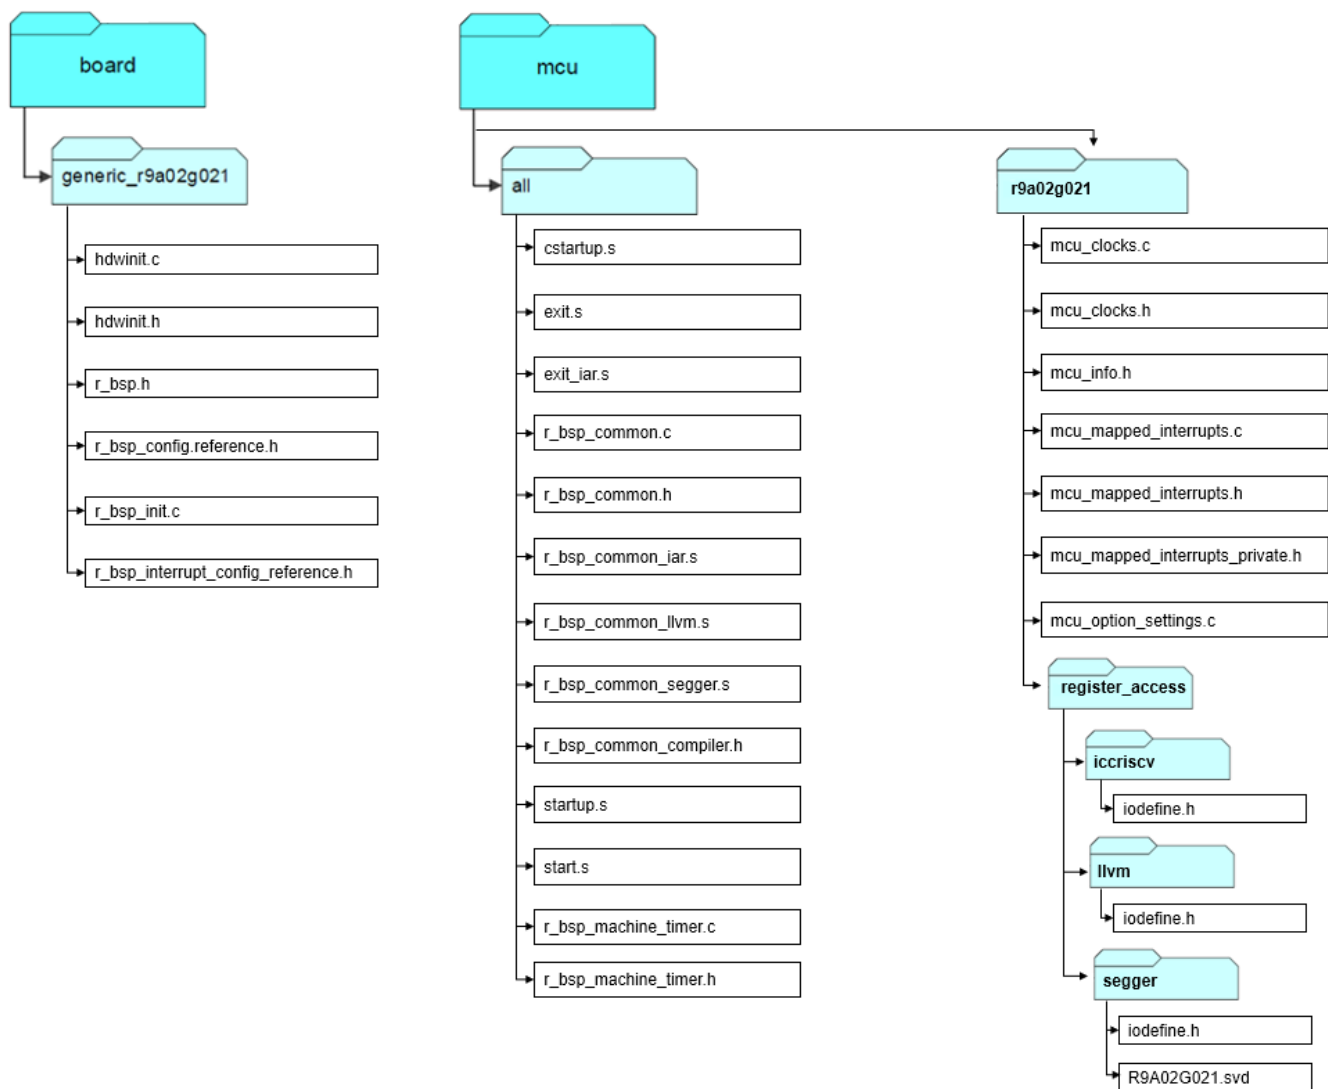 board
generic_r9a02g021
hdwinit.c
hdwinit.h
r_bsp.h
r_bsp_config.reference.h
r_bsp_init.c
r_bsp_interrupt_config_reference.h
mcu
all
cstartup.s
exit.s
exit_iar.s
r_bsp_common.c
r_bsp_common.h
r_bsp_common_iar.s
r_bsp_common_llvm.s
r_bsp_common_segger.s
r_bsp_common_compiler.h
startup.s
start.s
r_bsp_machine_timer.c
r_bsp_machine_timer.h
r9a02g021
mcu_clocks.c
mcu_clocks.h
mcu_info.h
mcu_mapped_interrupts.c
mcu_mapped_interrupts.h
mcu_mapped_interrupts_private.h
mcu_option_settings.c
register_access
iccriscv
iodefine.h
llvm
iodefine.h
segger
iodefine.h
R9A02G021.svd